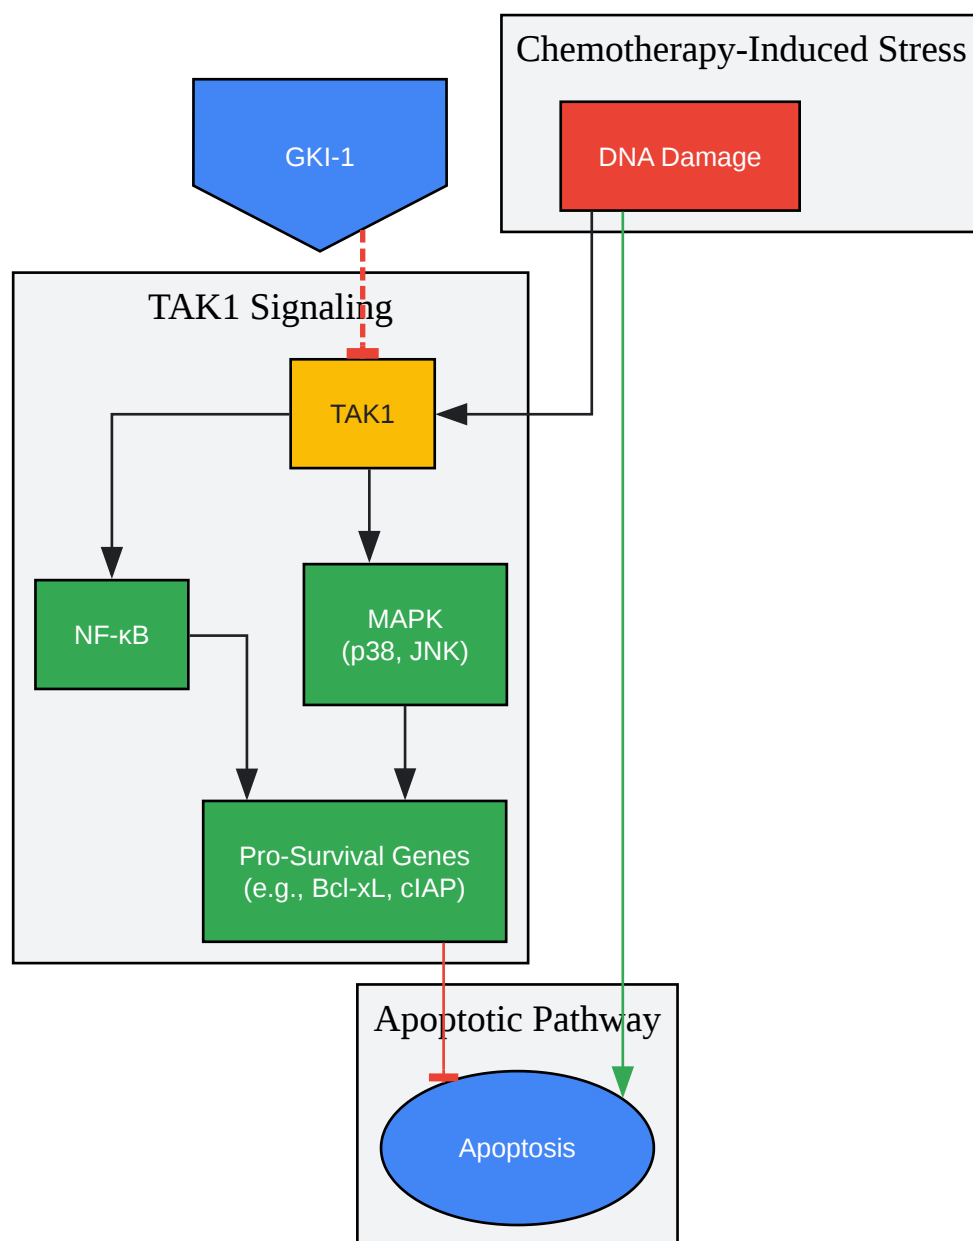 Chemotherapy-Induced Stress
GKI-1
DNA Damage
TAK1 Signaling
TAK1
NF-κB
MAPK
(p38, JNK)
Pro-Survival Genes
(e.g., Bcl-xL, cIAP)
Apoptotic Pathway
Apoptosis